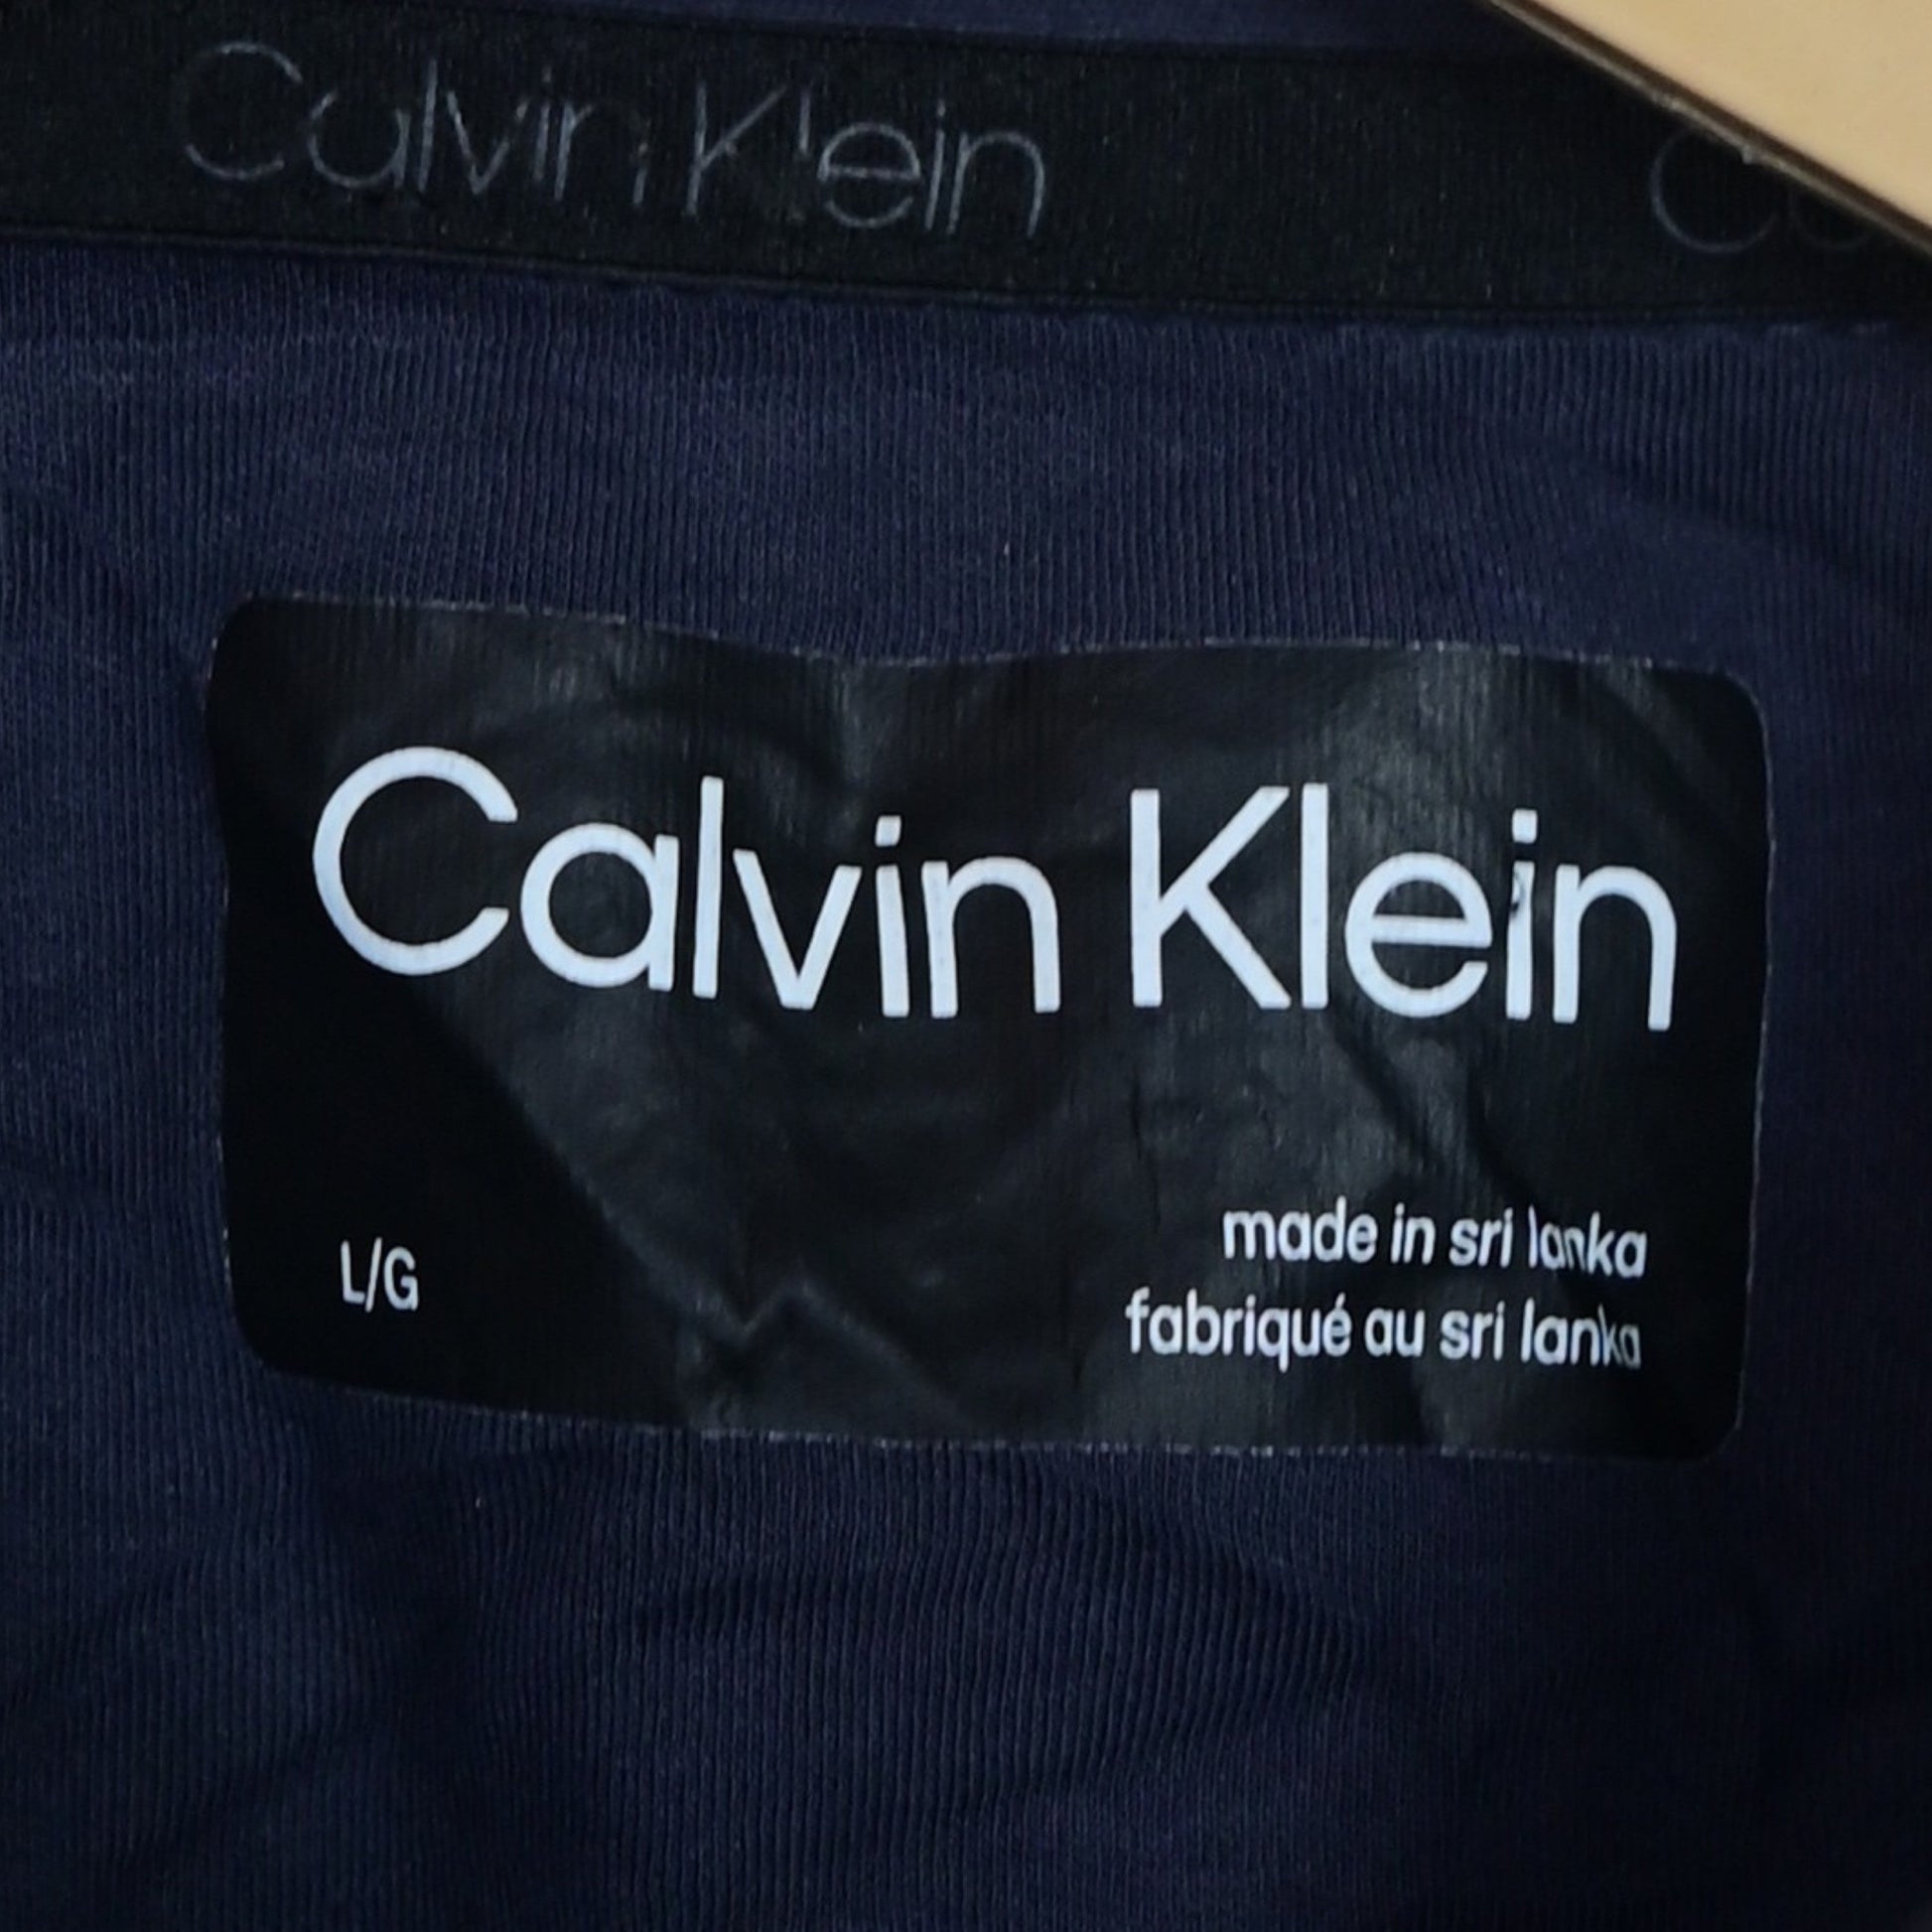 Calvin Klein
Calvin Klein
L/G
made in sri lanka
fabriqué au sri lanka